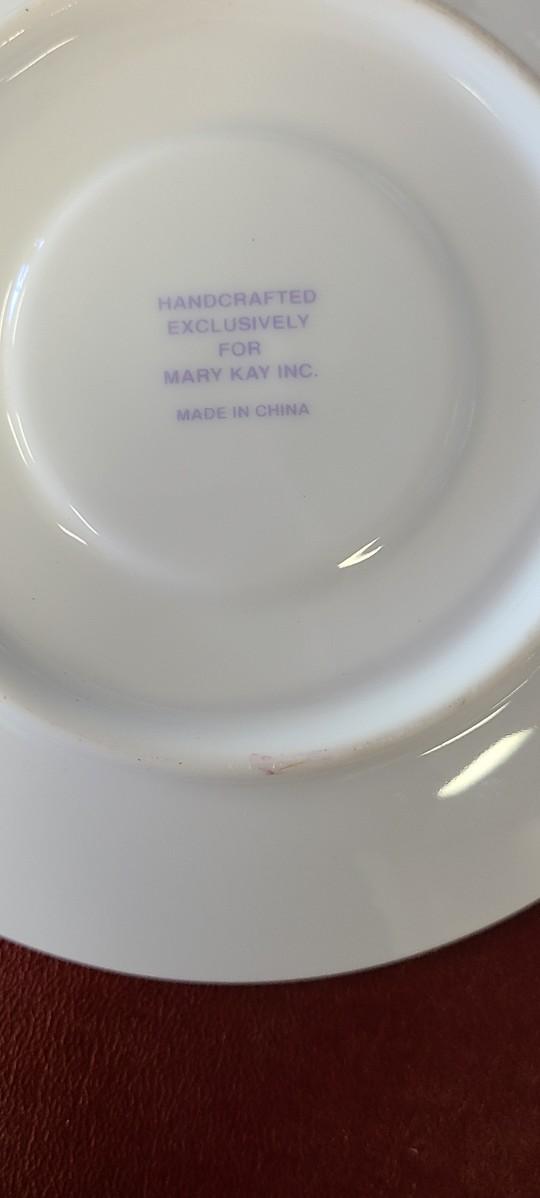 HANDCRAFTED
EXCLUSIVELY
FOR
MARY KAY INC.
MADE IN CHINA